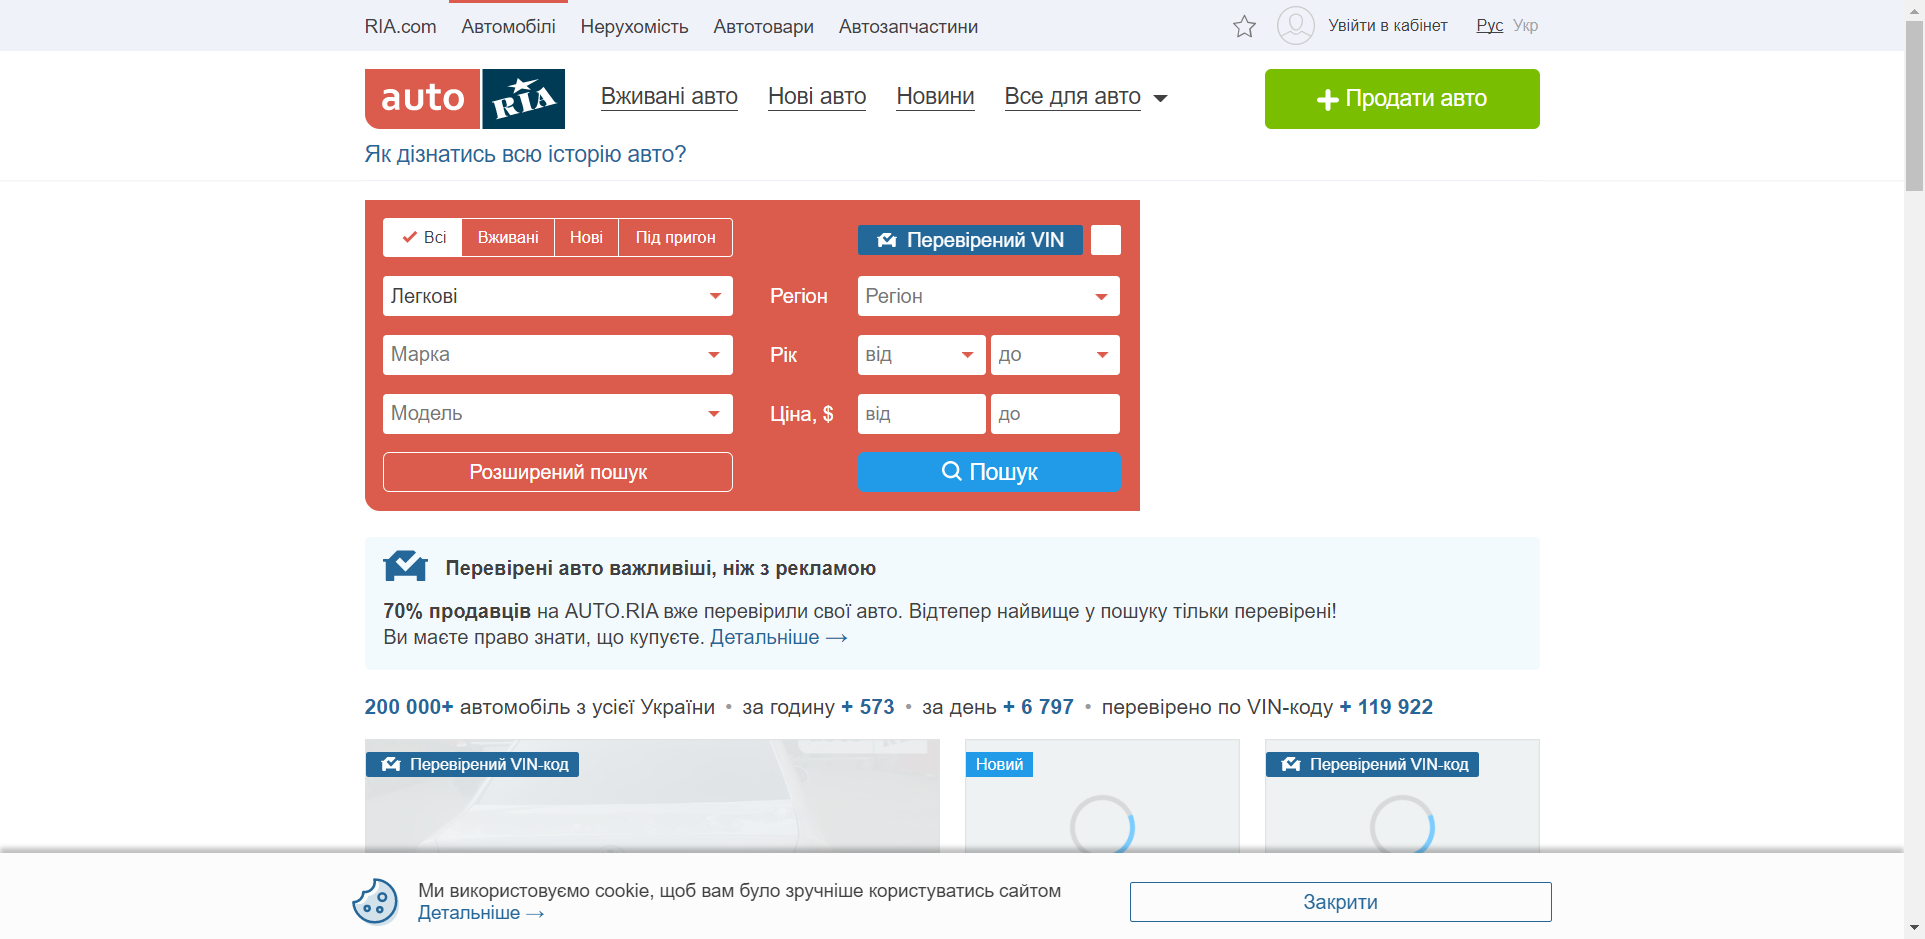 RIA.com Автомобілі Нерухомість Автотовари Автозапчастини Увійти в кабінет Рус Укр
auto RIA Вживані авто Нові авто Новини Все для авто Продати авто
Як дізнатись всю історію авто?
Всі Вживані Нові Під пригон Перевірений VIN
Легкові Регіон Регіон
Марка Рік від до
Модель Ціна, $ від до
Розширений пошук Пошук
Перевірені авто важливіші, ніж з рекламою
70% продавців на AUTO.RIA вже перевірили свої авто. Відтепер найвище у пошуку тільки перевірені!
Ви маєте право знати, що купуєте. Детальніше →
200 000+ автомобіль з усієї України • за годину + 573 • за день + 6 797 • перевірено по VIN-коду + 119 922
Перевірений VIN-код Новий Перевірений VIN-код
Ми використовуємо cookie, щоб вам було зручніше користуватись сайтом
Детальніше →
Закрити